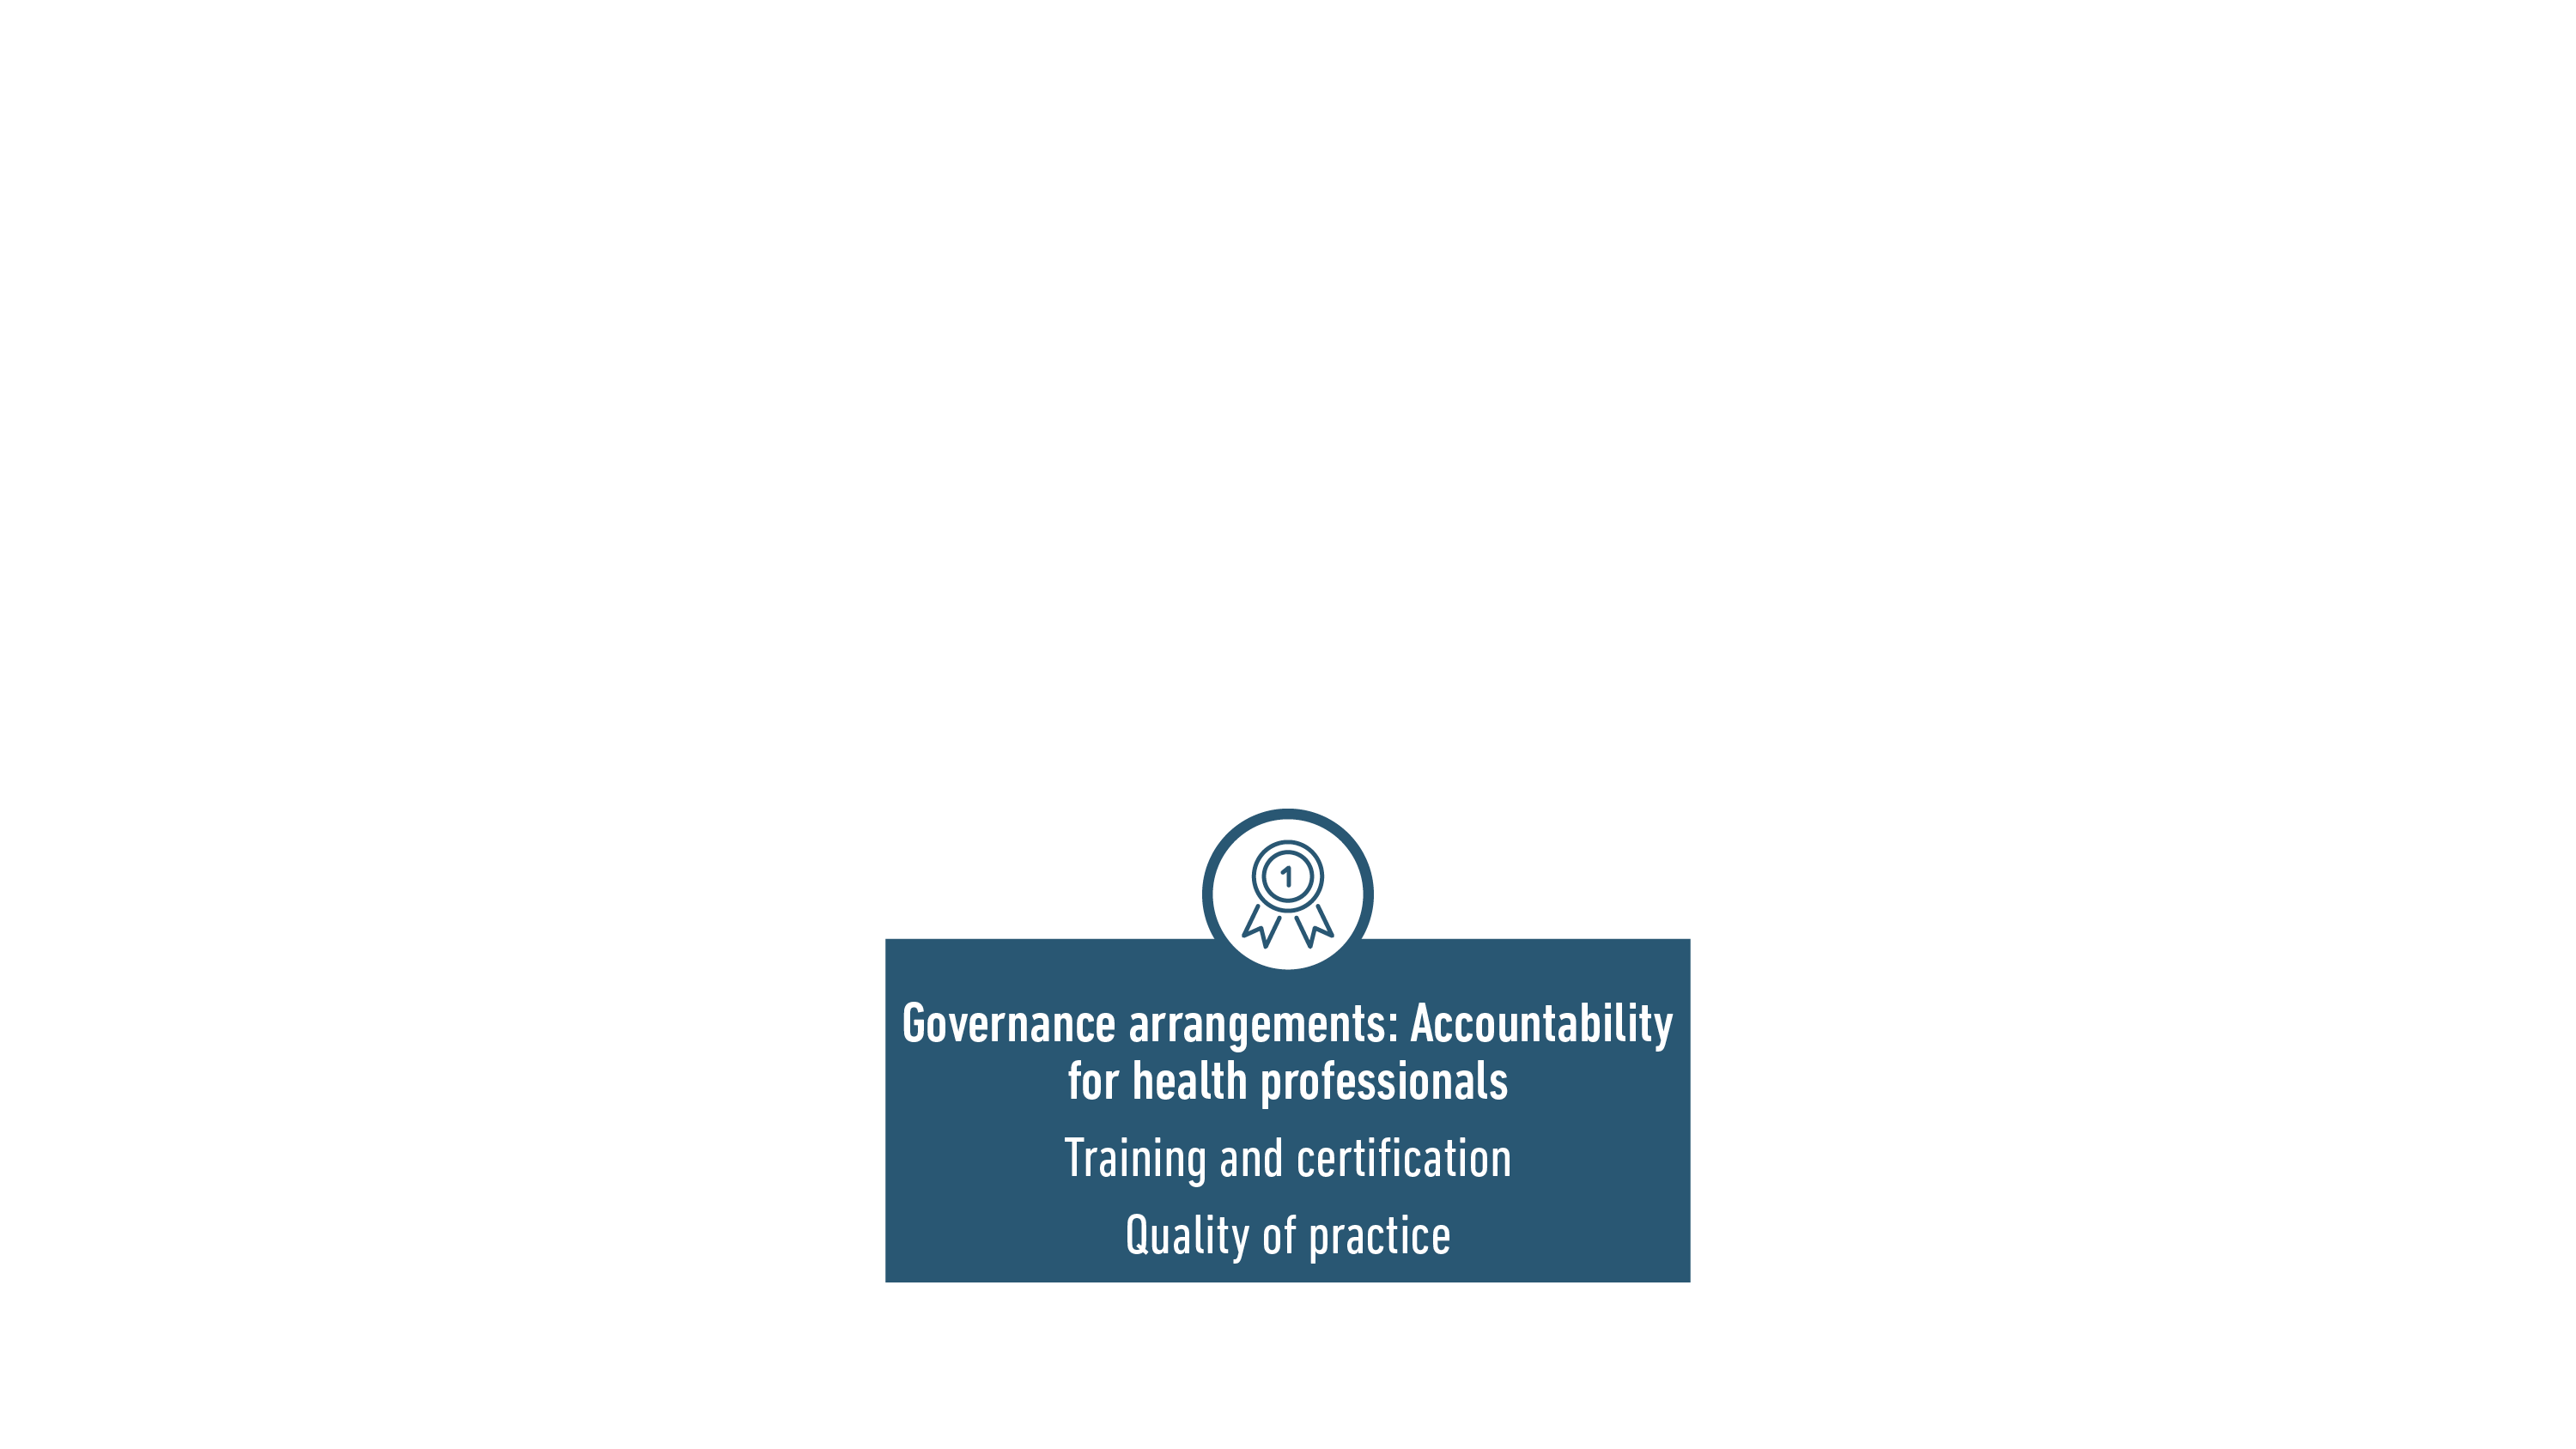 1
Governance arrangements: Accountability
for health professionals
Training and certification
Quality of practice